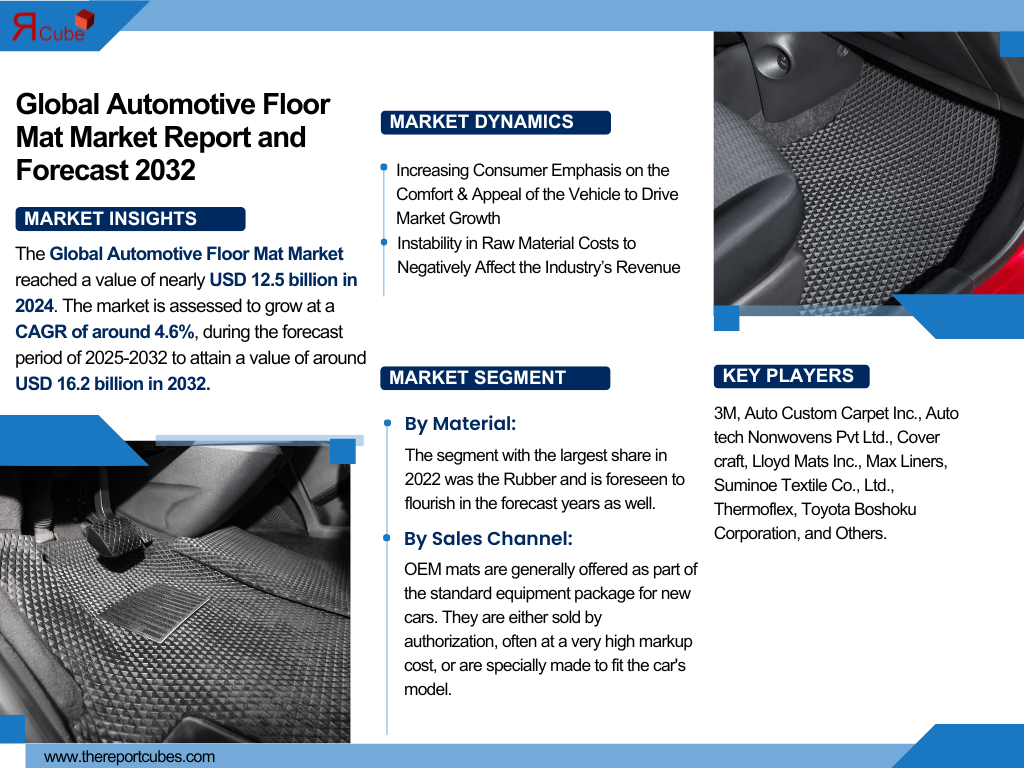 ЯCube
Global Automotive Floor
Mat Market Report and
Forecast 2032
MARKET INSIGHTS
The Global Automotive Floor Mat Market
reached a value of nearly USD 12.5 billion in
2024. The market is assessed to grow at a
CAGR of around 4.6%, during the forecast
period of 2025-2032 to attain a value of around
USD 16.2 billion in 2032.
MARKET DYNAMICS
Increasing Consumer Emphasis on the
Comfort & Appeal of the Vehicle to Drive
Market Growth
Instability in Raw Material Costs to
Negatively Affect the Industry's Revenue
MARKET SEGMENT
By Material:
The segment with the largest share in
2022 was the Rubber and is foreseen to
flourish in the forecast years as well.
By Sales Channel:
OEM mats are generally offered as part of
the standard equipment package for new
cars. They are either sold by
authorization, often at a very high markup
cost, or are specially made to fit the car's
model.
KEY PLAYERS
3M, Auto Custom Carpet Inc., Auto
tech Nonwovens Pvt Ltd., Cover
craft, Lloyd Mats Inc., Max Liners,
Suminoe Textile Co., Ltd.,
Thermoflex, Toyota Boshoku
Corporation, and Others.
www.thereportcubes.com